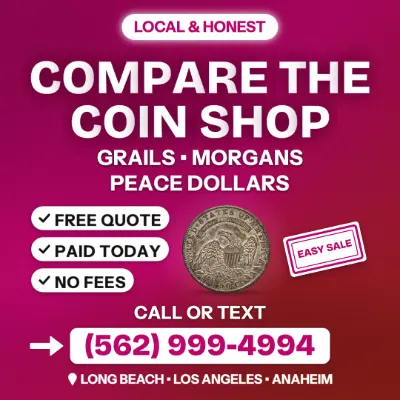 LOCAL & HONEST
COMPARE THE
COIN SHOP
GRAILS ▪ MORGANS
PEACE DOLLARS
✓ FREE QUOTE
✓ PAID TODAY
✓ NO FEES
EASY SALE
CALL OR TEXT
→ (562) 999-4994
LONG BEACH ▪ LOS ANGELES ▪ ANAHEIM